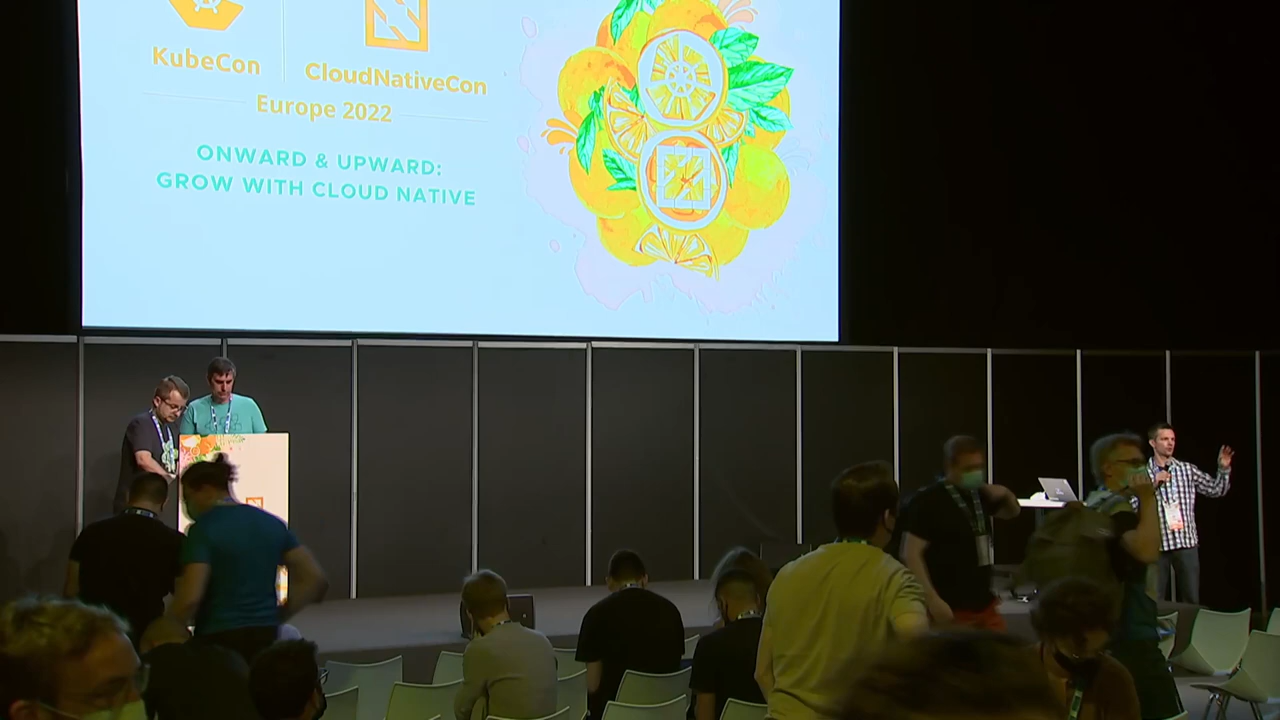 KubeCon
CloudNativeCon
Europe 2022
ONWARD & UPWARD:
GROW WITH CLOUD NATIVE